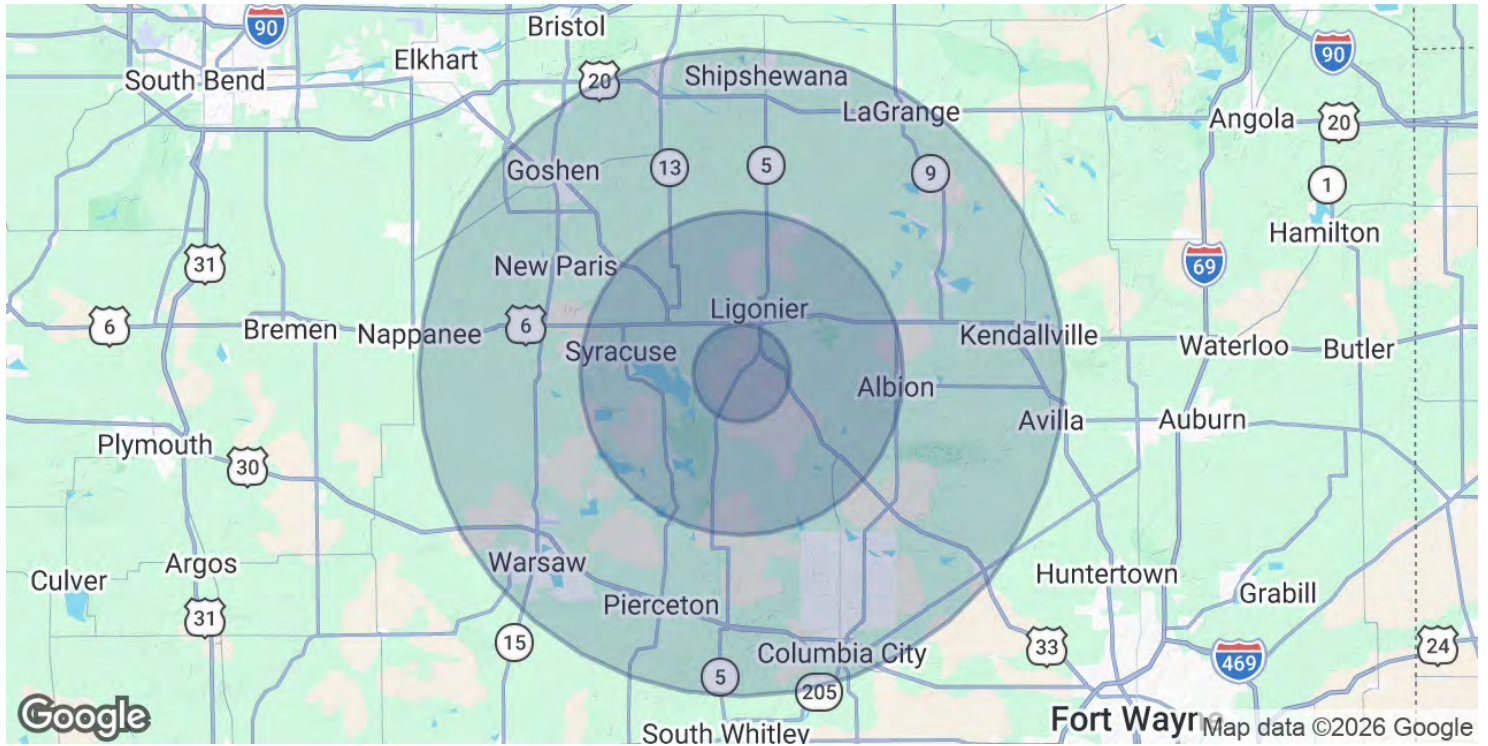 Bristol
90
90
Elkhart
South Bend
20
Shipshewana
LaGrange
Angola
20
Goshen
13
5
9
1
Hamilton
31
New Paris
69
Ligonier
6
Bremen
Nappanee
6
Kendallville
Waterloo
Butler
Syracuse
Albion
Avilla
Auburn
Plymouth
30
Argos
Warsaw
Huntertown
Culver
Grabill
Pierceton
31
15
Columbia City
33
24
469
5
205
Google
Fort Wayne
South Whitley
Map data ©2026 Google